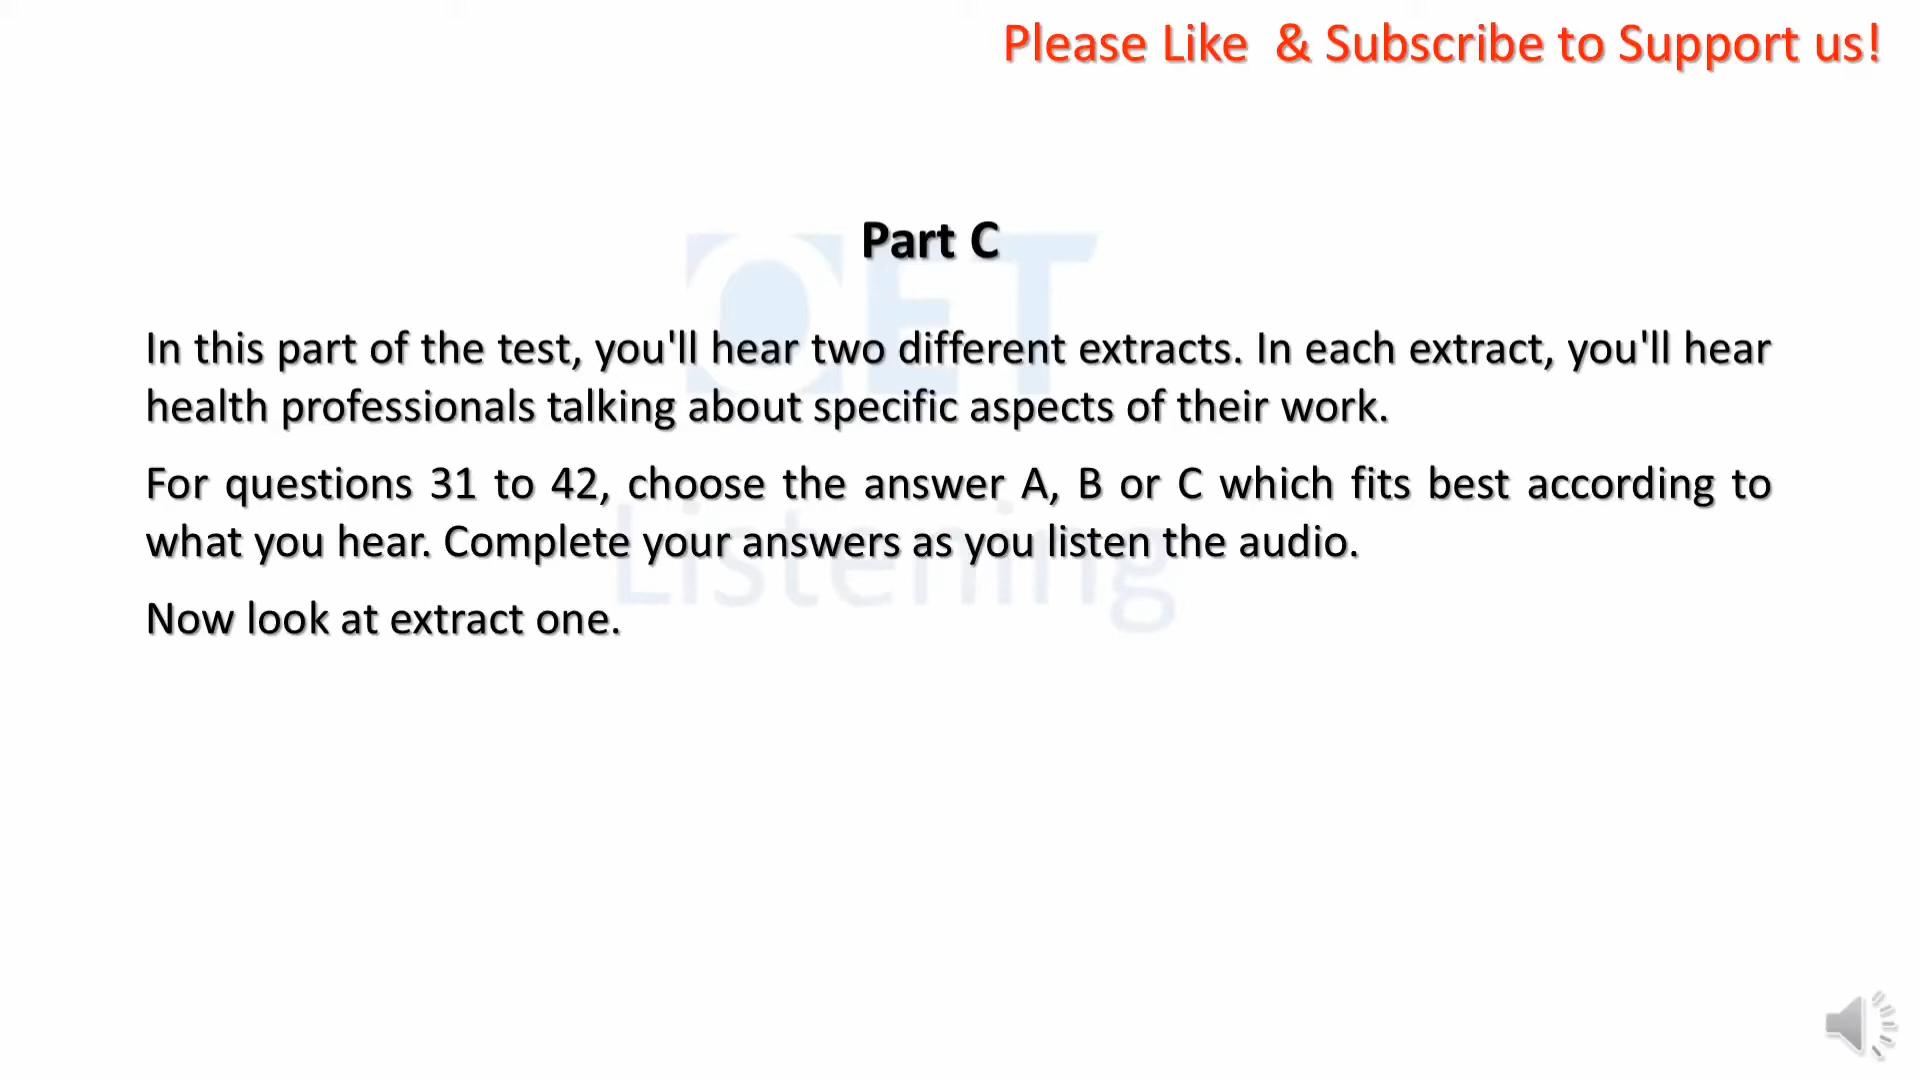 Please Like & Subscribe to Support us!
Part C
OET
In this part of the test, you'll hear two different extracts. In each extract, you'll hear
health professionals talking about specific aspects of their work.
For questions 31 to 42, choose the answer A, B or C which fits best according to
what you hear. Complete your answers as you listen the audio.
Listening
Now look at extract one.